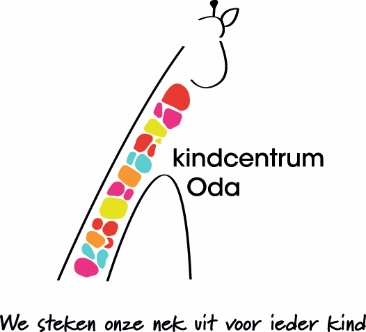 kindcentrum
Oda
We steken onze nek uit voor ieder kind